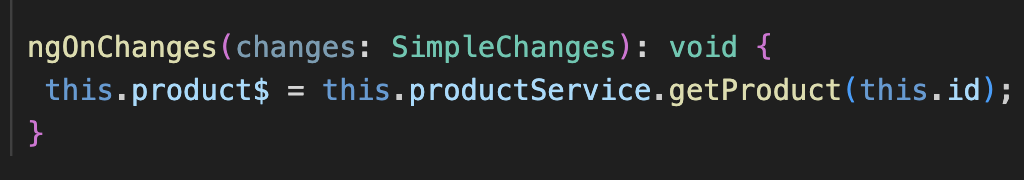 ngOnChanges(changes: SimpleChanges): void {
this.product$ = this.productService.getProduct(this.id);
}